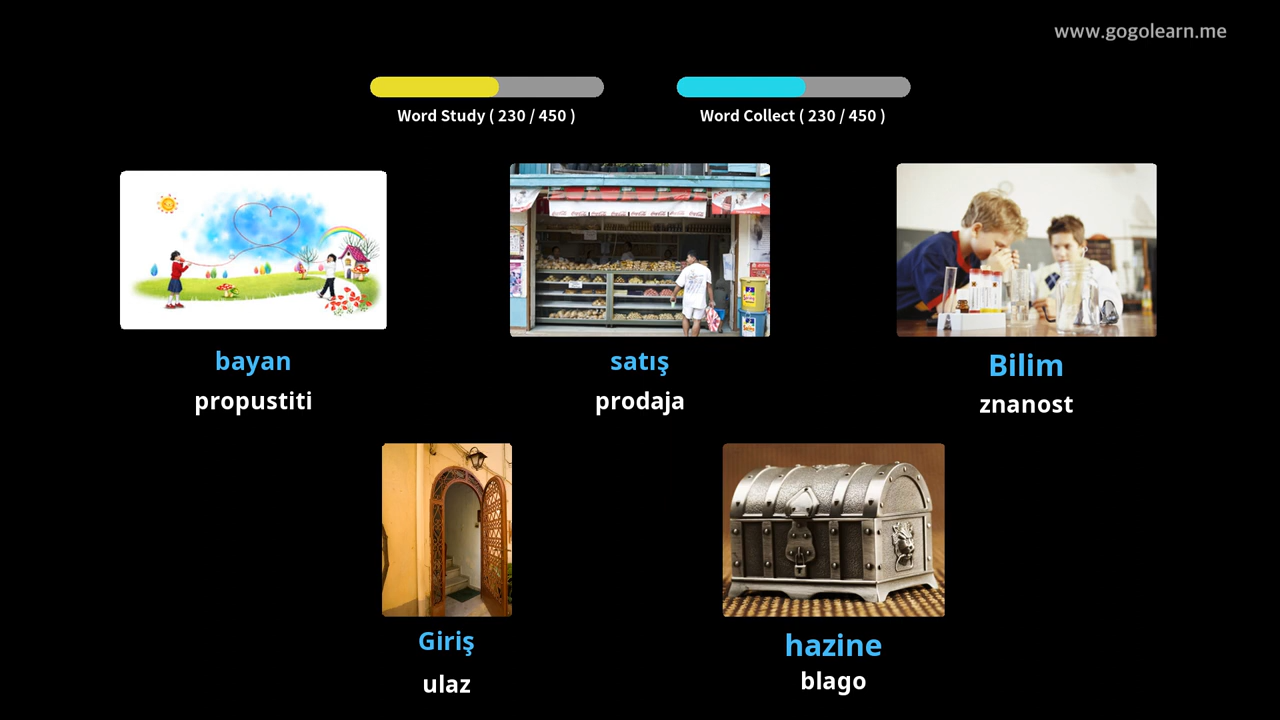 www.gogolearn.me
Word Study ( 230 / 450 )
Word Collect ( 230 / 450 )
bayan
propustiti
satış
prodaja
Bilim
znanost
Giriş
ulaz
hazine
blago